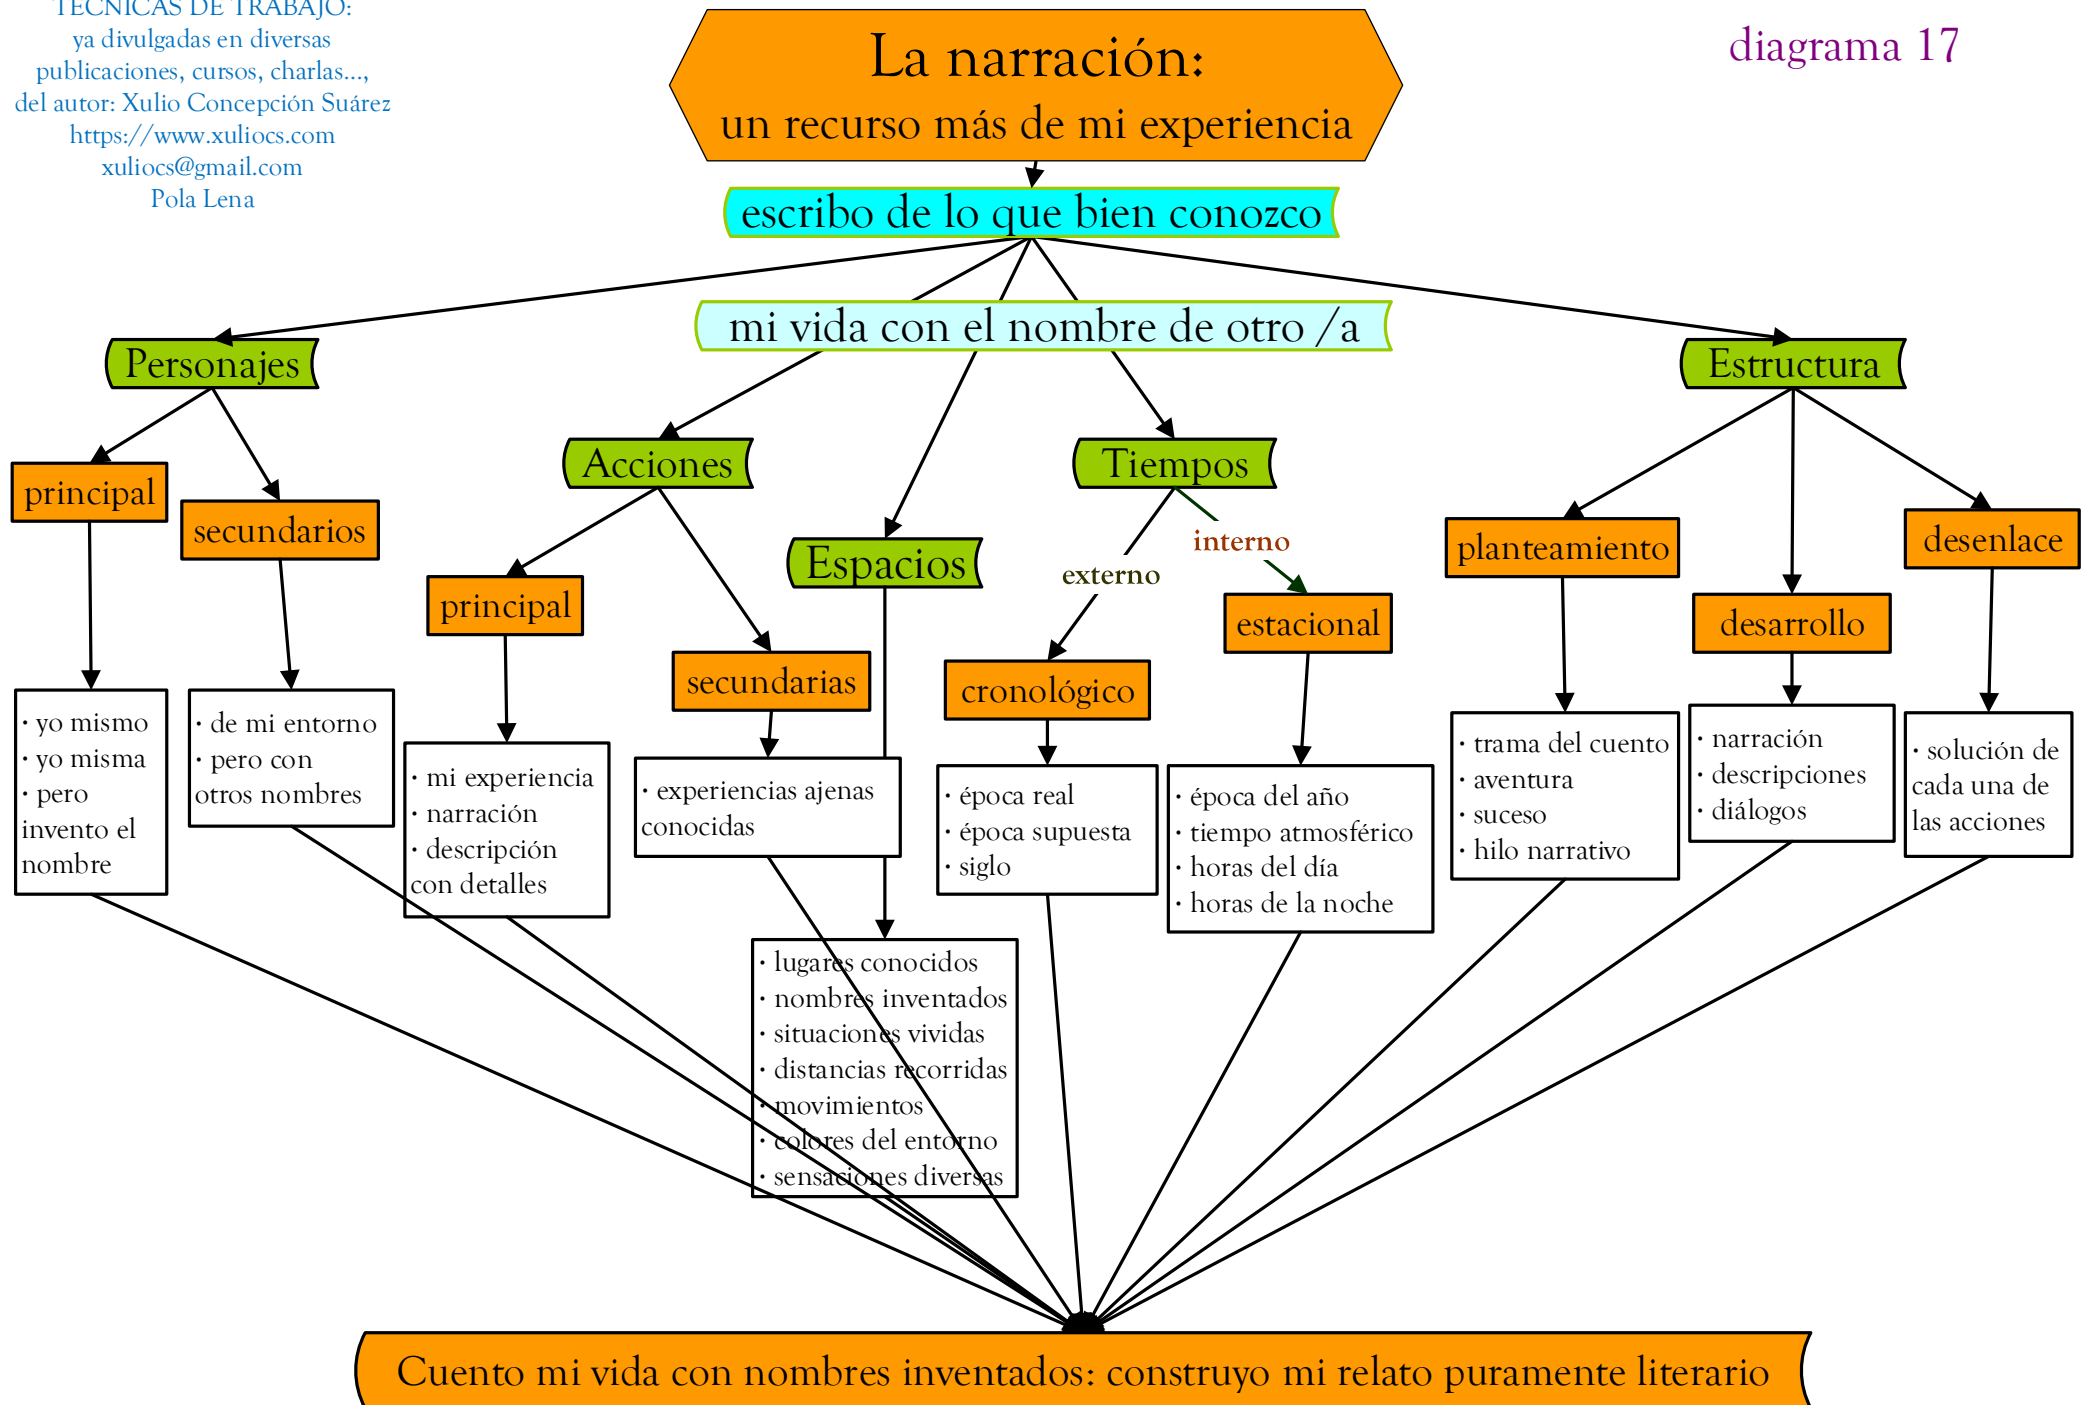 TÉCNICAS DE TRABAJO:
ya divulgadas en diversas
publicaciones, cursos, charlas...,
del autor: Xulio Concepción Suárez
https://www.xuliocs.com
xuliocs@gmail.com
Pola Lena
La narración:
un recurso más de mi experiencia
diagrama 17
escribo de lo que bien conozco
mi vida con el nombre de otro /a
Personajes
principal
· yo mismo
· yo misma
· pero
invento el
nombre
secundarios
· de mi entorno
· pero con
otros nombres
Acciones
principal
· mi experiencia
· narración
· descripción
con detalles
secundarias
· experiencias ajenas
conocidas
Espacios
· lugares conocidos
· nombres inventados
· situaciones vividas
· distancias recorridas
· movimientos
· colores del entorno
· sensaciones diversas
Tiempos
externo
cronológico
· época real
· época supuesta
· siglo
interno
estacional
· época del año
· tiempo atmosférico
· horas del día
· horas de la noche
Estructura
planteamiento
· trama del cuento
· aventura
· suceso
· hilo narrativo
desarrollo
· narración
· descripciones
· diálogos
desenlace
· solución de
cada una de
las acciones
Cuento mi vida con nombres inventados: construyo mi relato puramente literario